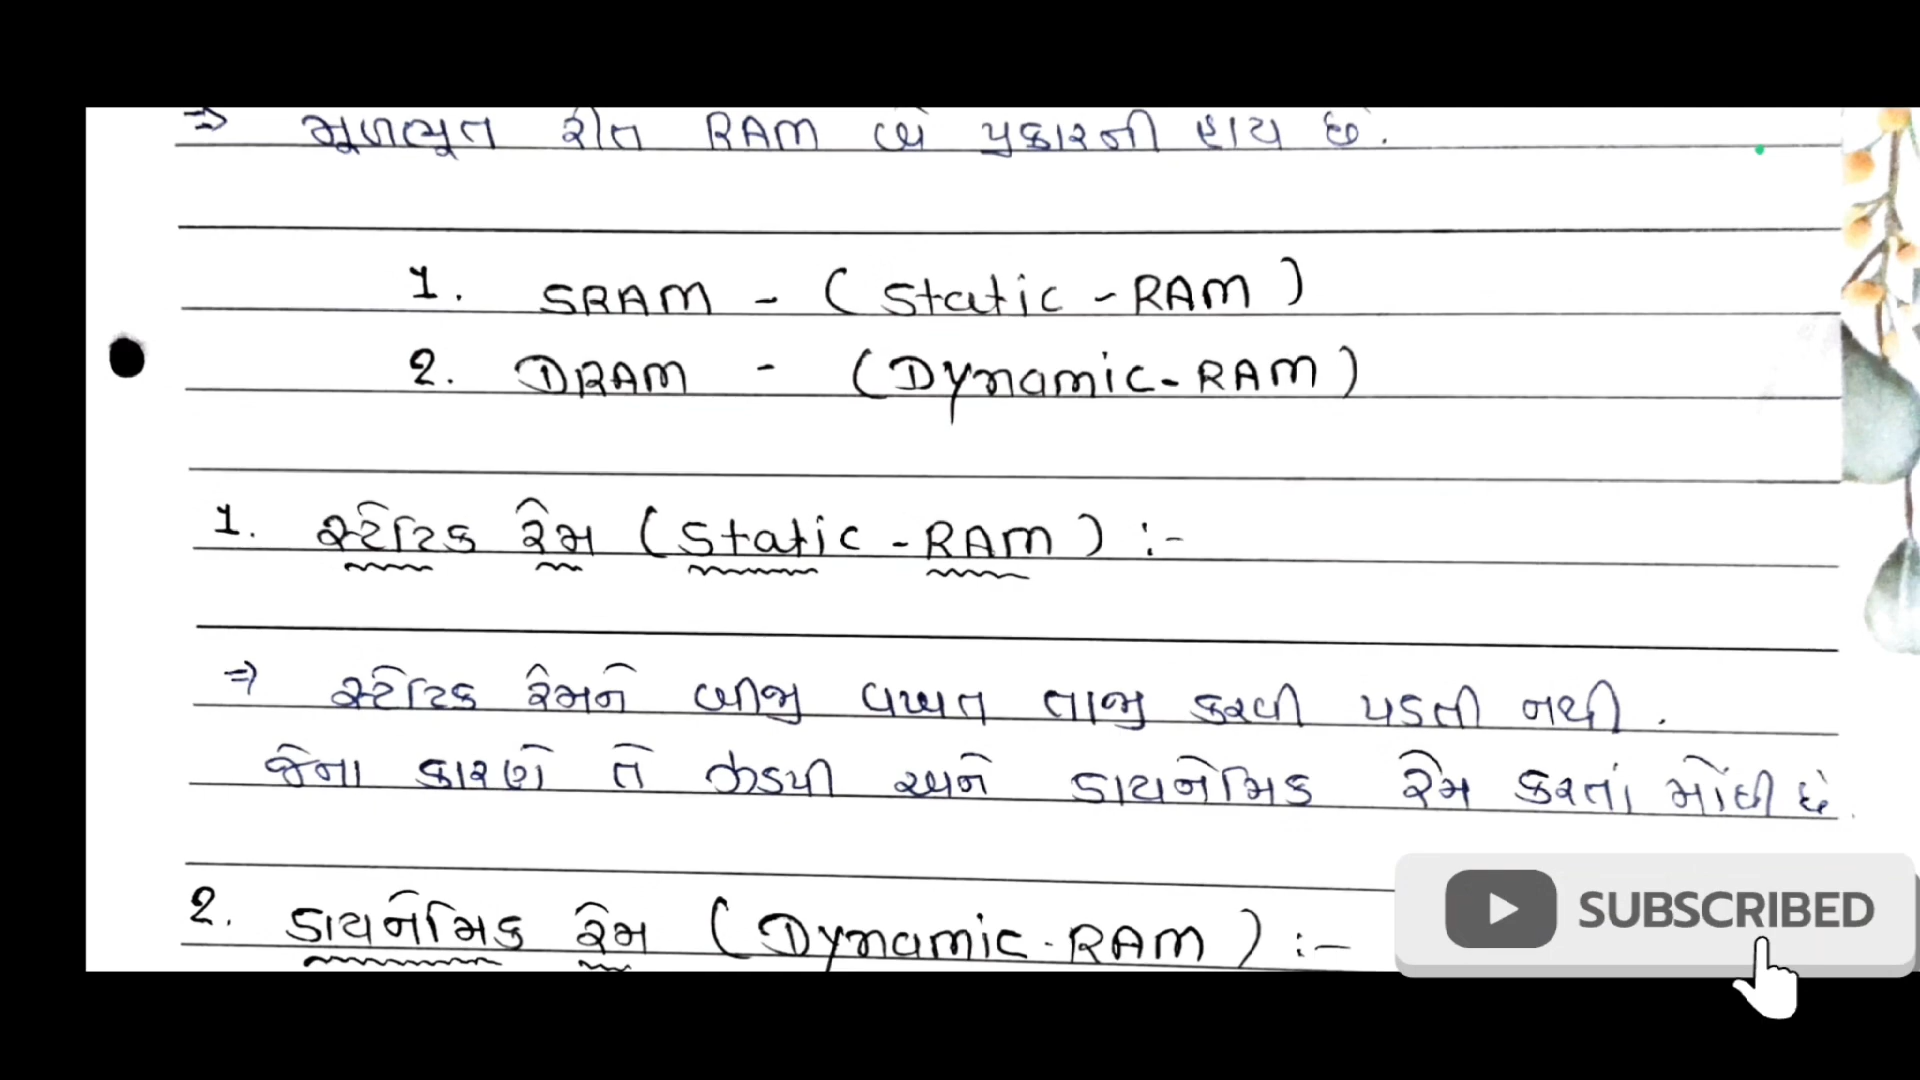 ⇒ મૂળભૂત રીતે RAM બે પ્રકારની હોય છે.
1. SRAM - (Static - RAM)
2. DRAM - (Dynamic - RAM)
1. સ્ટેટિક રેમ (Static - RAM) :-
⇒ સ્ટેટિક રેમને બીજી વખત તાજી કરવી પડતી નથી.
જેના કારણે તે ઝડપી અને ડાયનેમિક રેમ કરતાં મોંઘી છે.
2. ડાયનેમિક રેમ (Dynamic - RAM) :-
SUBSCRIBED